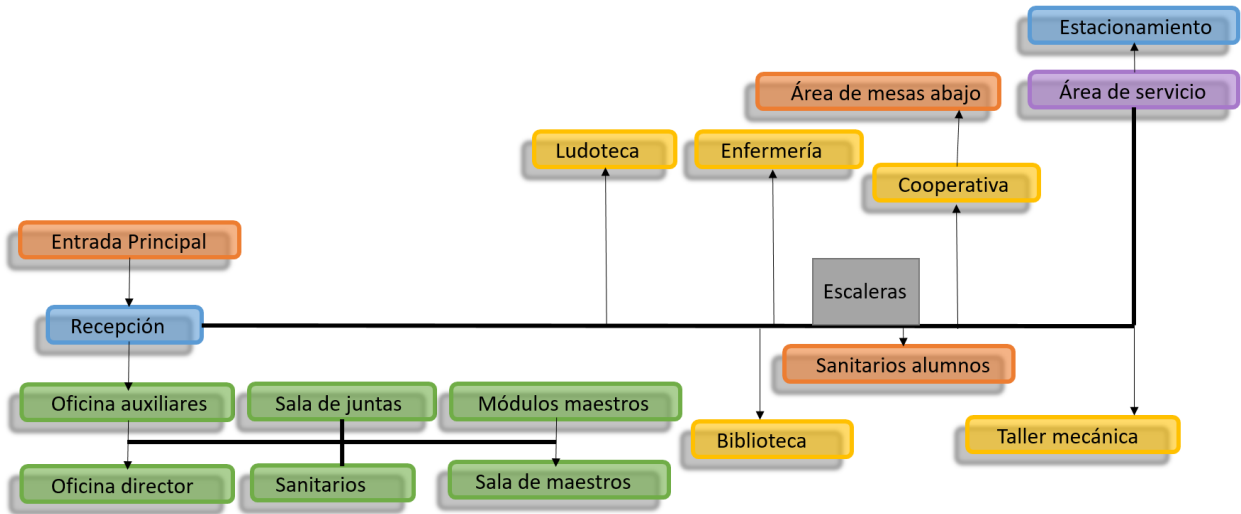 Estacionamiento
Área de mesas abajo
Área de servicio
Ludoteca
Enfermería
Cooperativa
Entrada Principal
Escaleras
Recepción
Sanitarios alumnos
Oficina auxiliares
Sala de juntas
Módulos maestros
Biblioteca
Taller mecánica
Oficina director
Sanitarios
Sala de maestros